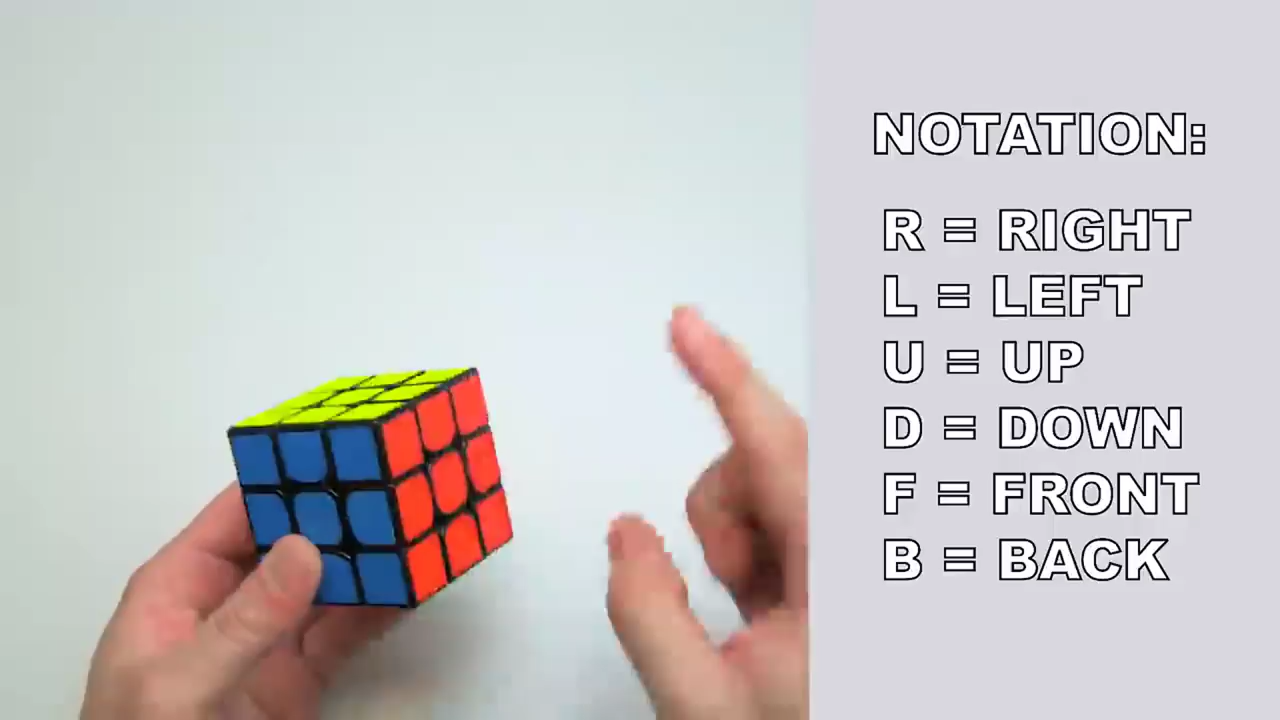 NOTATION:
R = RIGHT
L = LEFT
U = UP
D = DOWN
F = FRONT
B = BACK